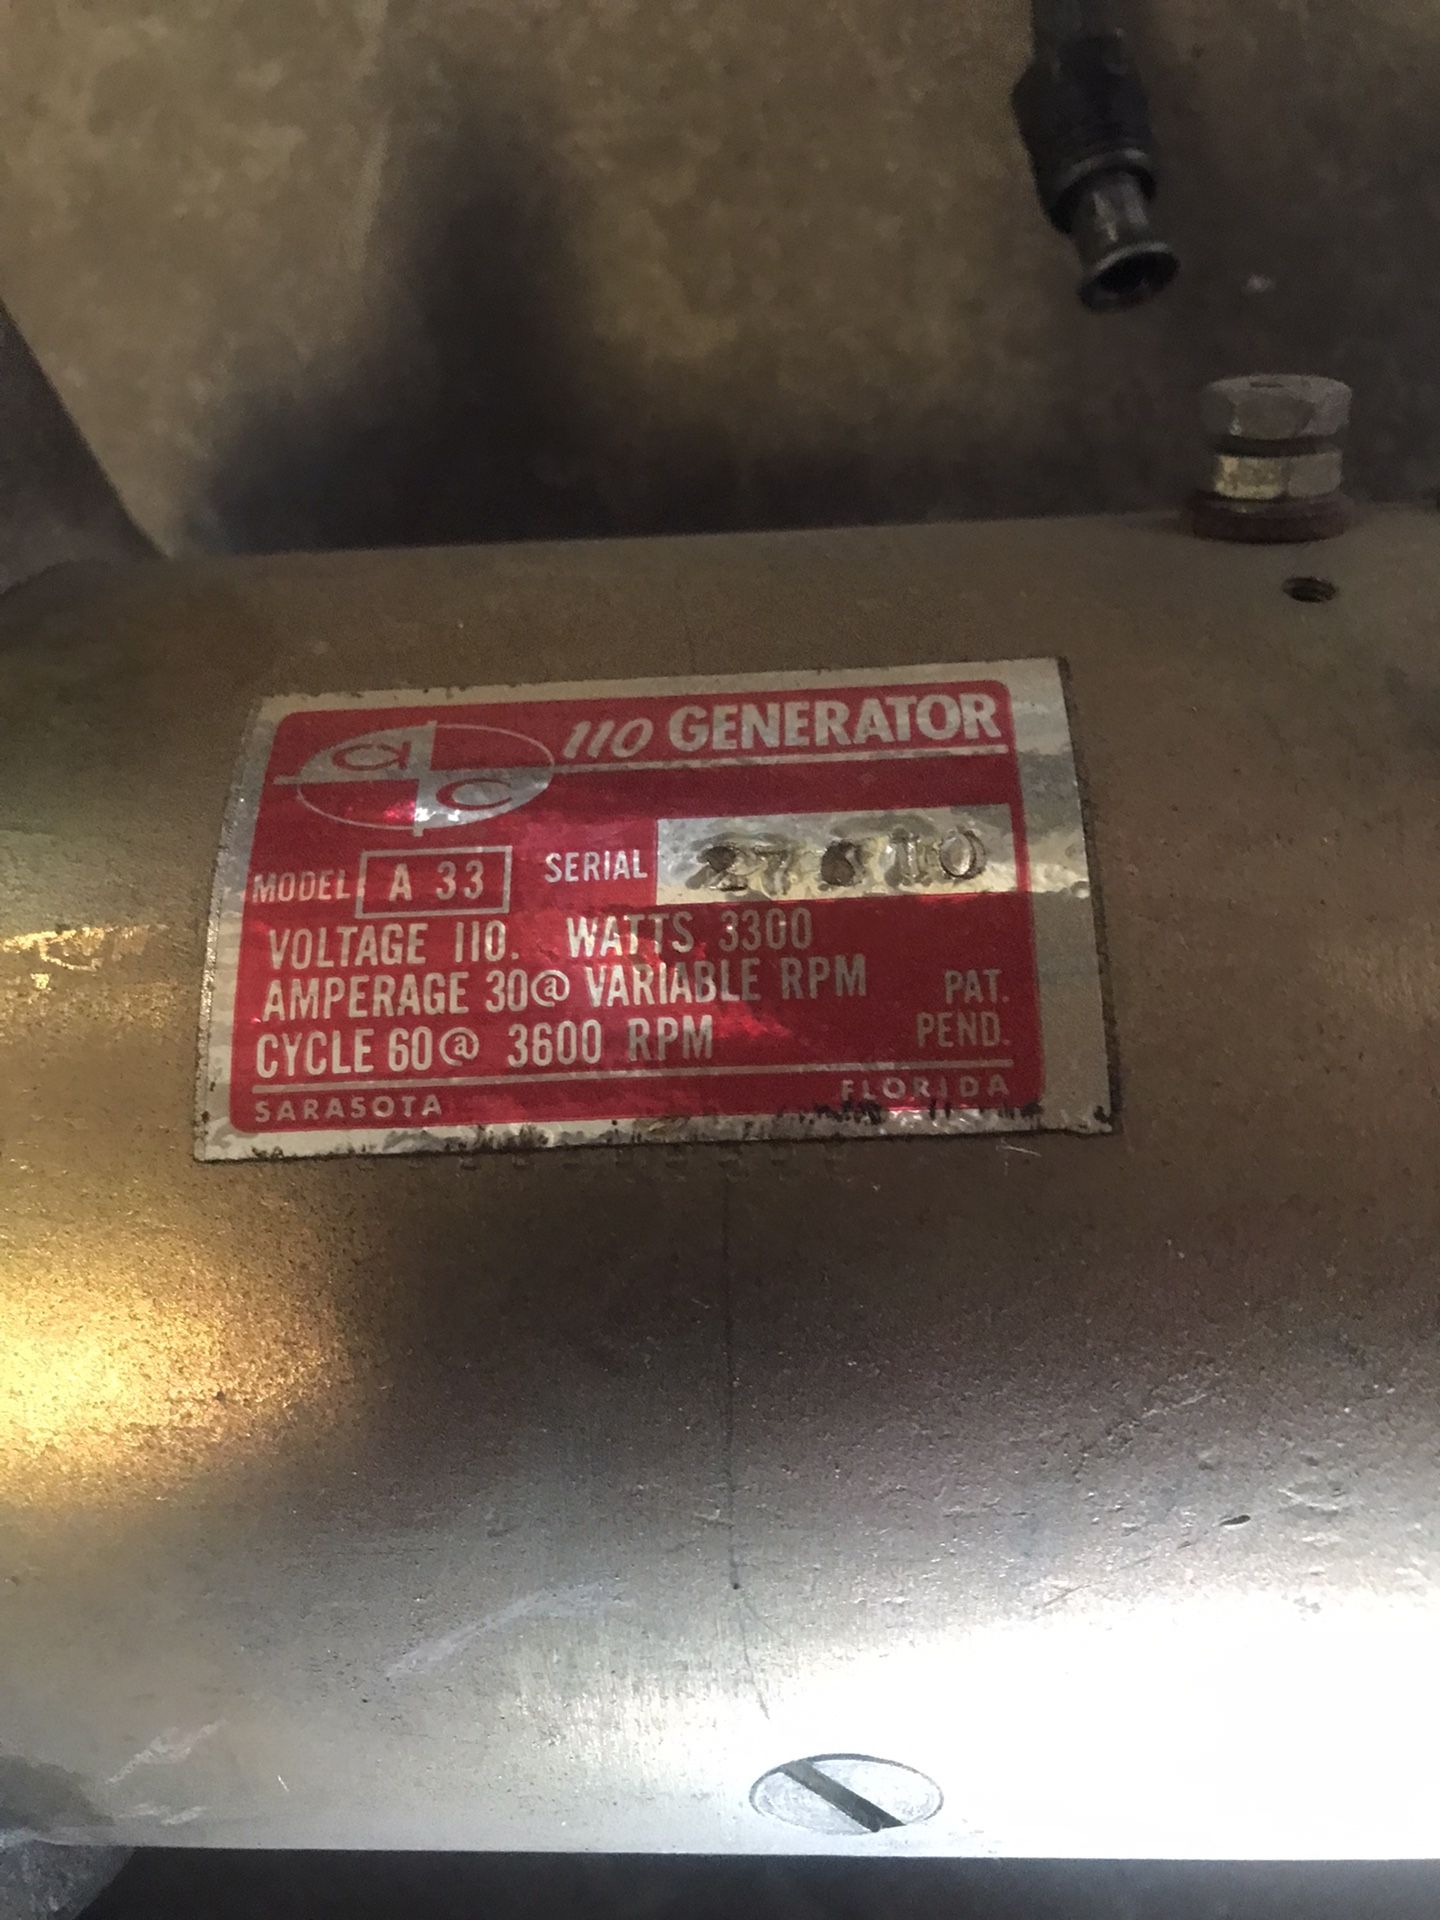 ac 110 GENERATOR
MODEL A 33 SERIAL
VOLTAGE 110. WATTS 3300
AMPERAGE 30@ VARIABLE RPM PAT.
CYCLE 60@ 3600 RPM PEND.
SARASOTA FLORIDA